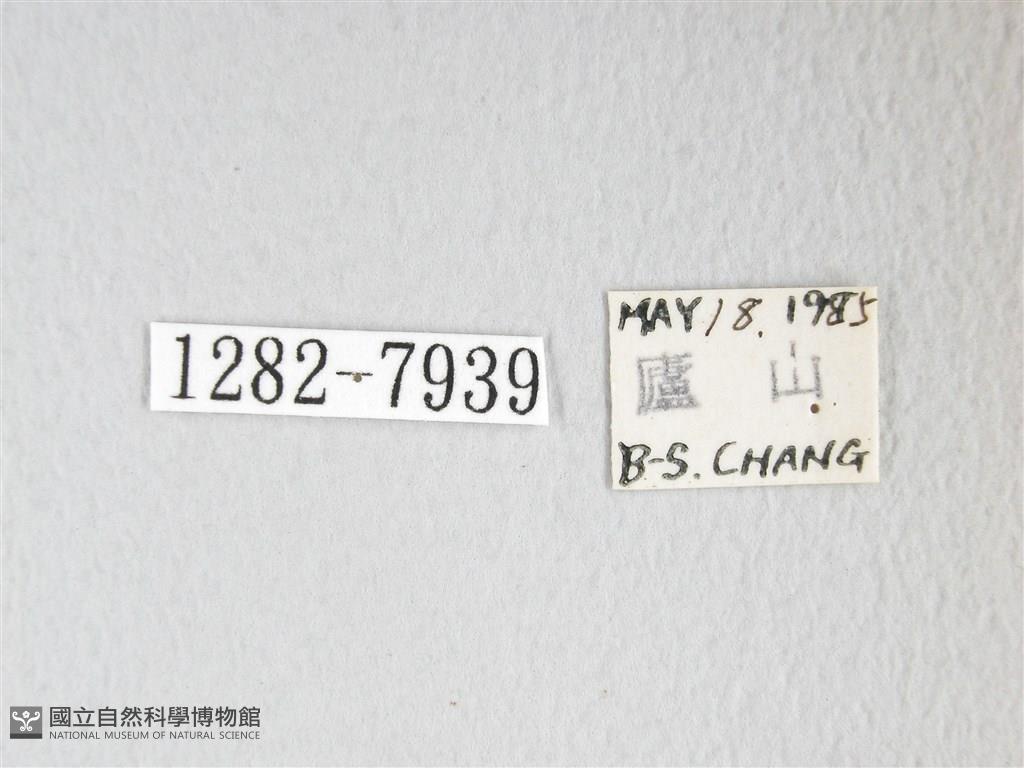 1282-7939
MAY 18. 1985
廬 山
B-S. CHANG
國立自然科學博物館
NATIONAL MUSEUM OF NATURAL SCIENCE